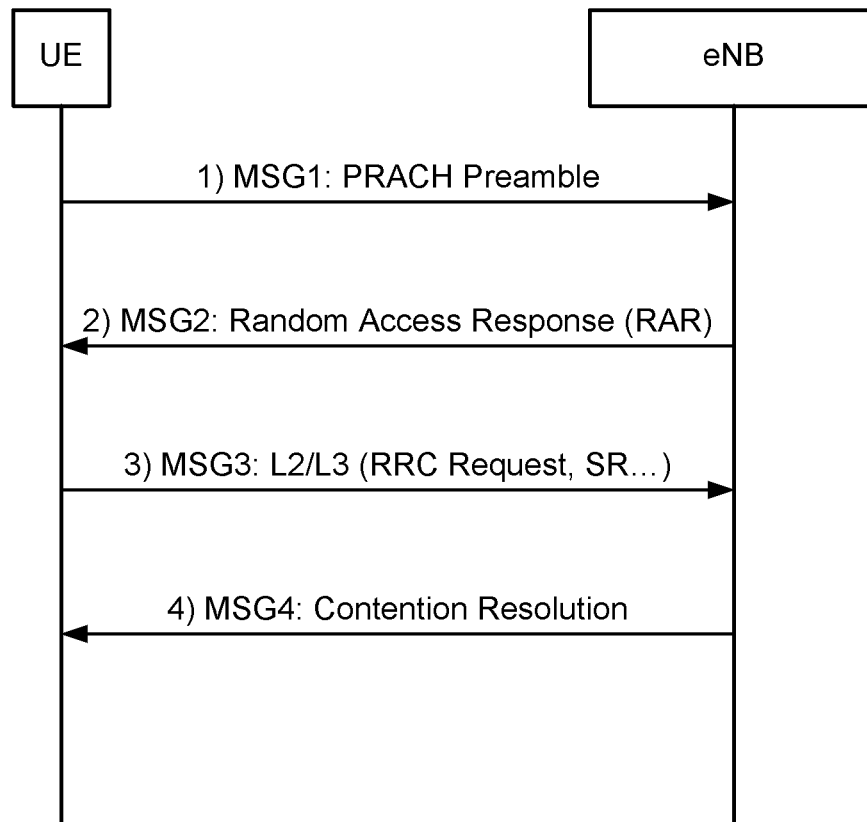 UE
eNB
1) MSG1: PRACH Preamble
2) MSG2: Random Access Response (RAR)
3) MSG3: L2/L3 (RRC Request, SR…)
4) MSG4: Contention Resolution